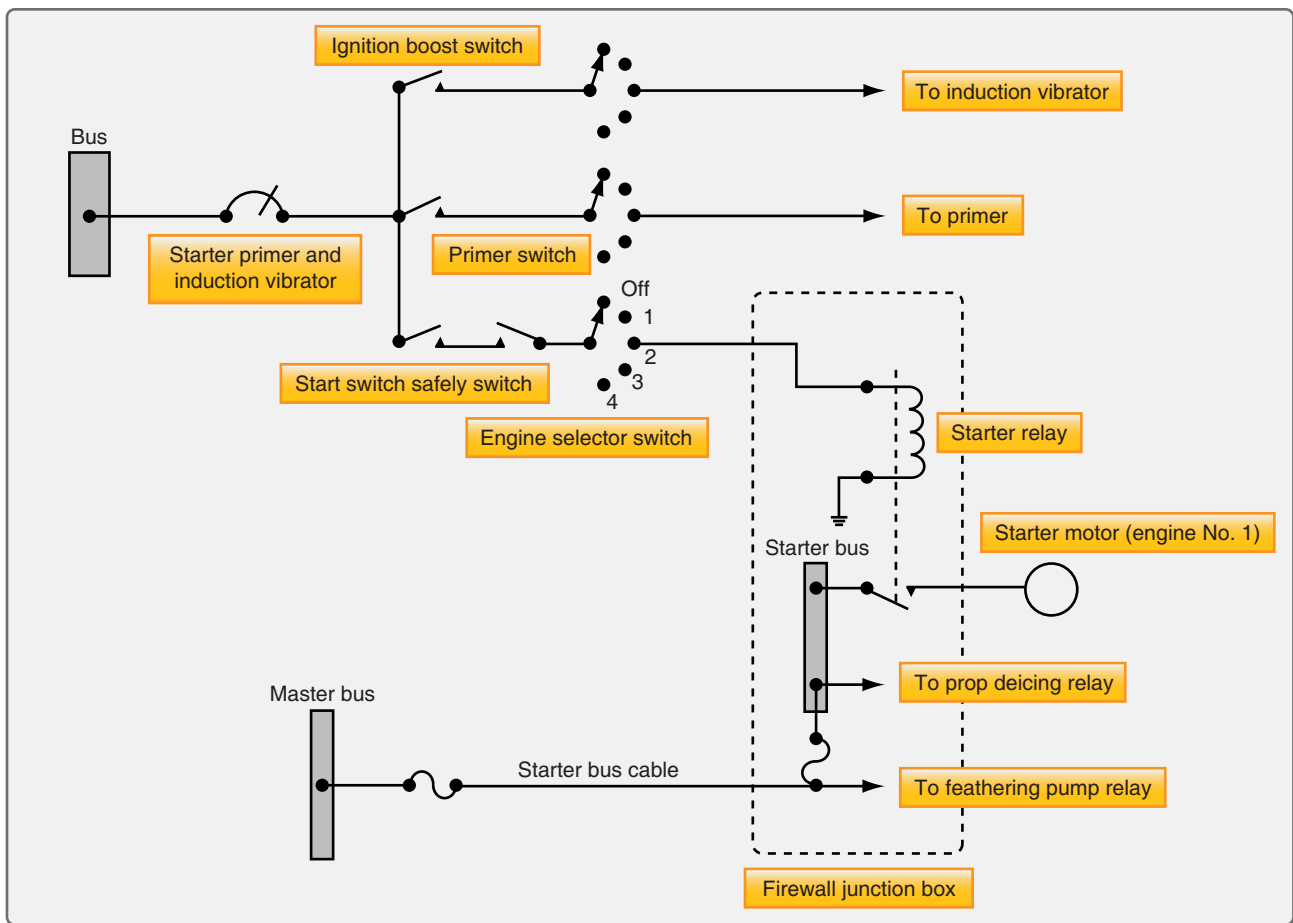 Ignition boost switch
To induction vibrator
Bus
Starter primer and
induction vibrator
Primer switch
To primer
Off
1
2
3
4
Start switch safely switch
Engine selector switch
Starter relay
Starter bus
Starter motor (engine No. 1)
To prop deicing relay
Master bus
Starter bus cable
To feathering pump relay
Firewall junction box